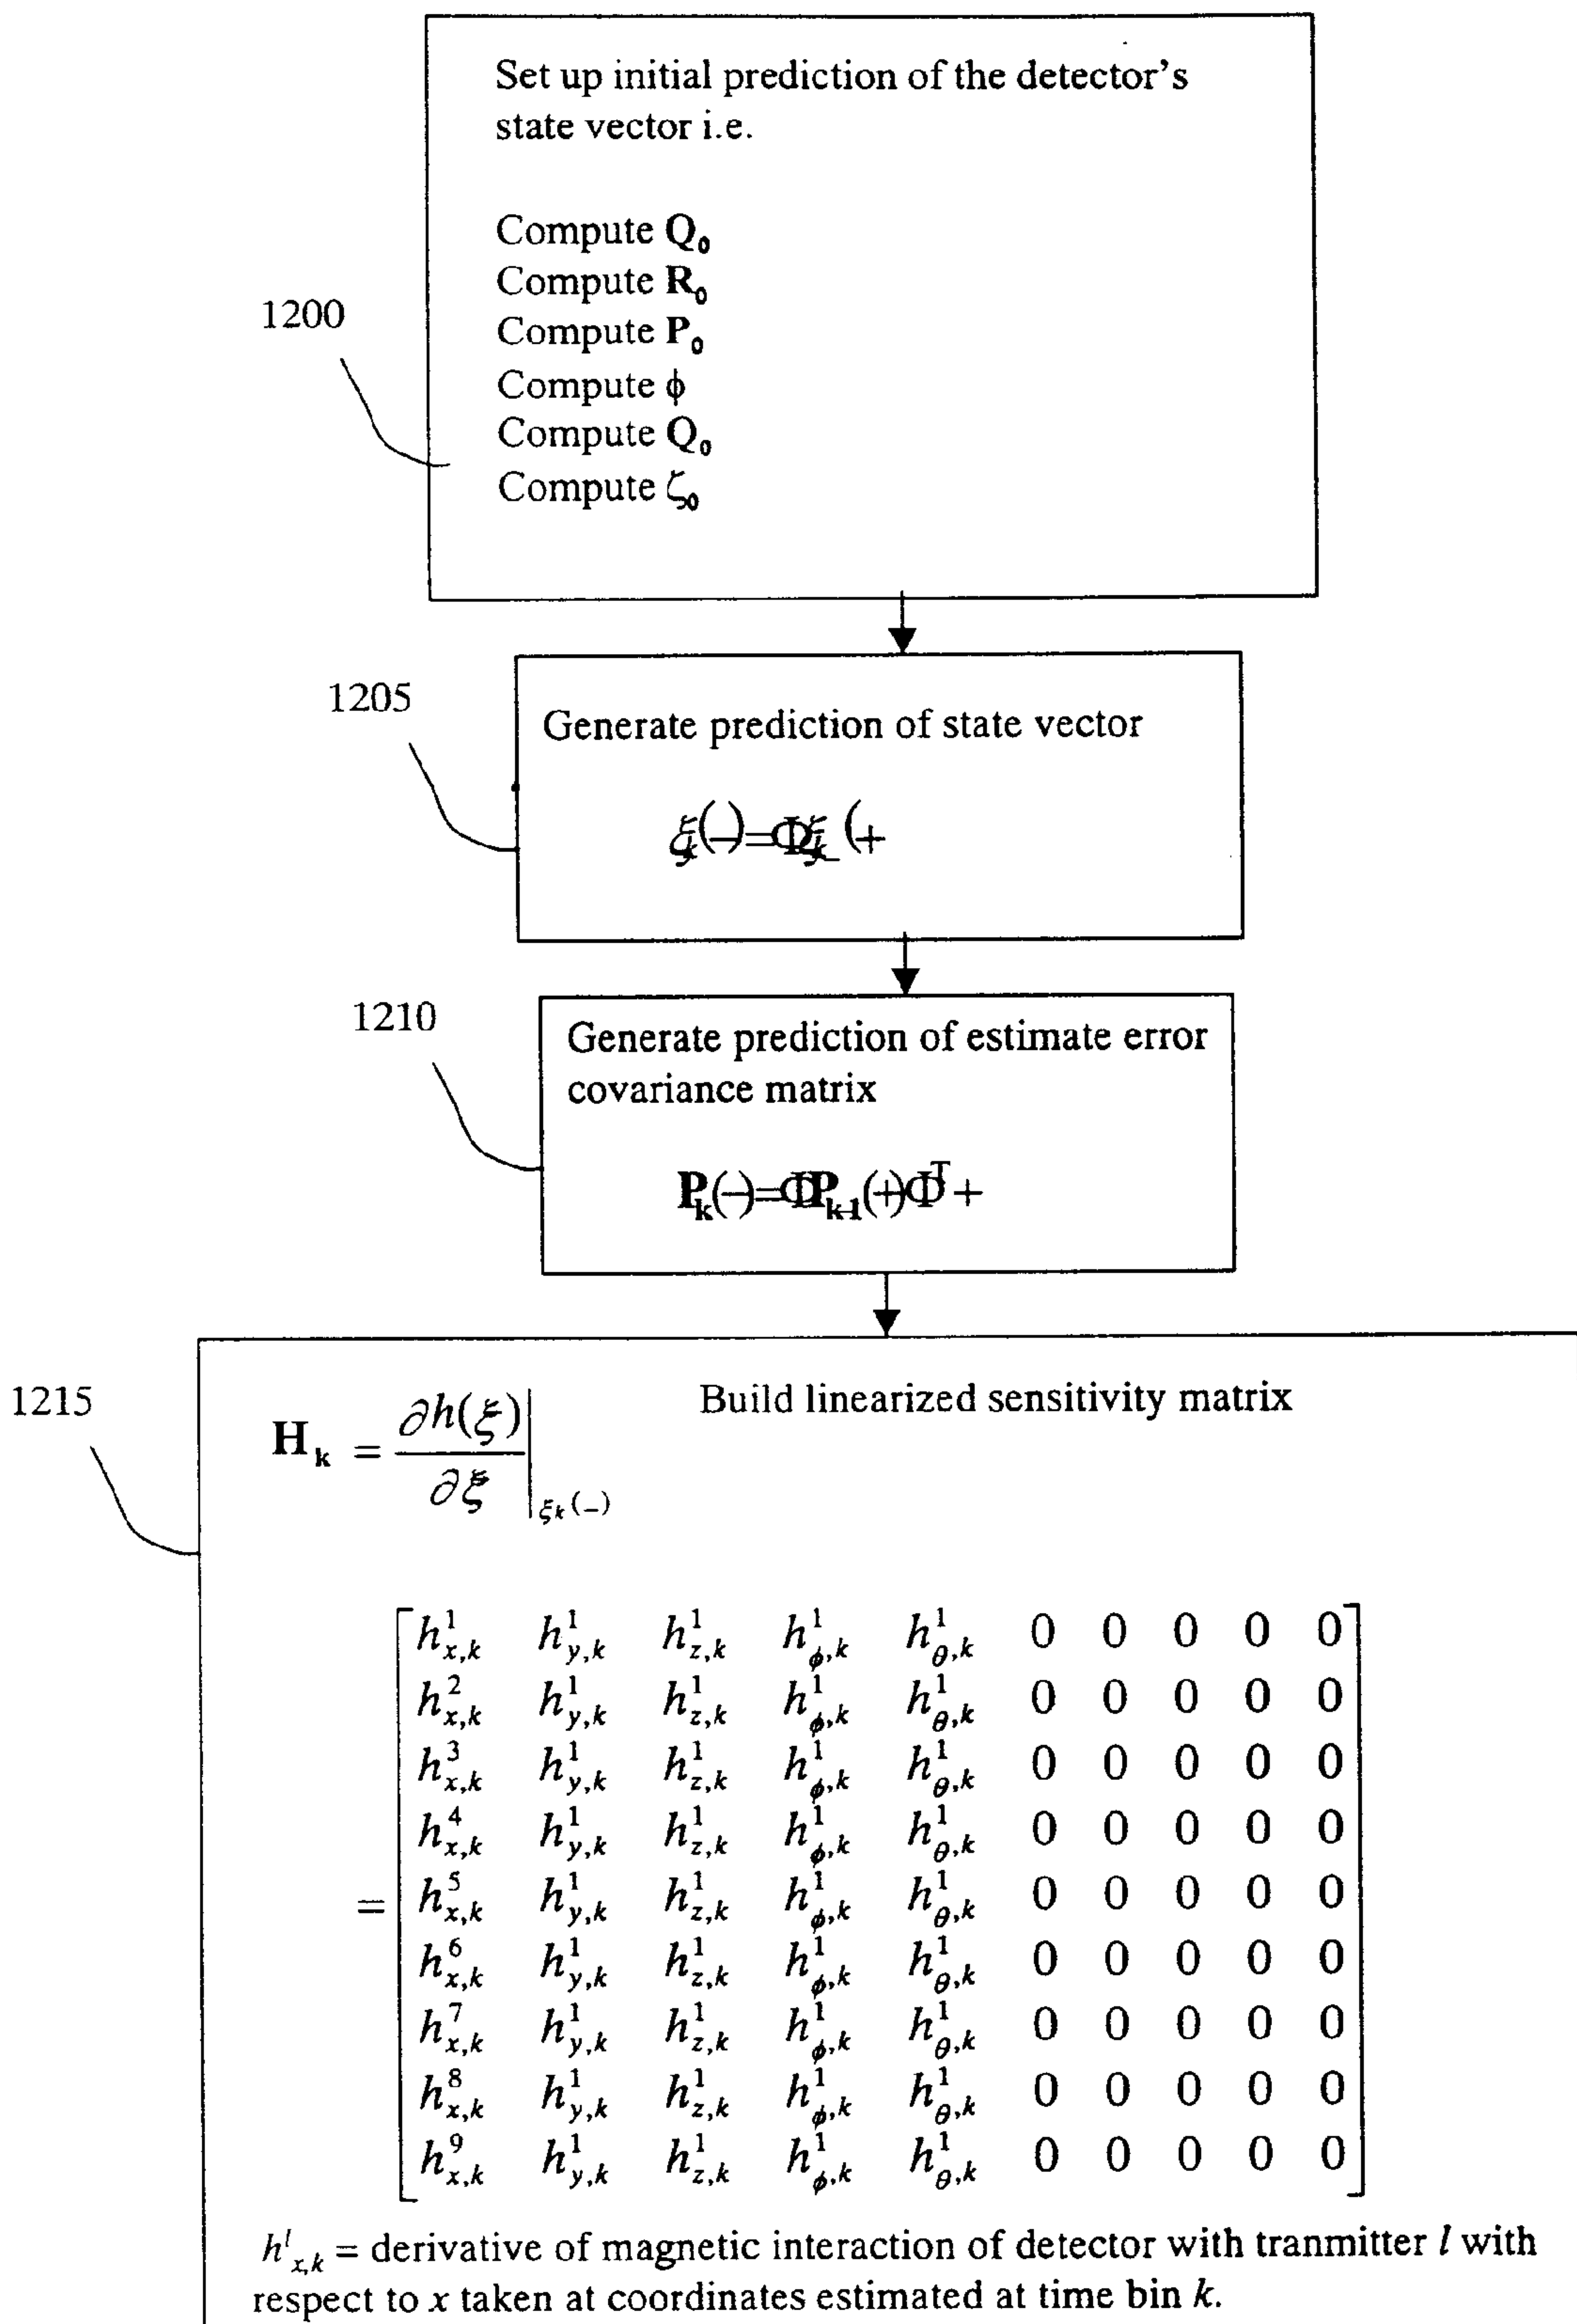 Set up initial prediction of the detector's
state vector i.e.
Compute Q₀
Compute R₀
Compute P₀
Compute ϕ
Compute Q₀
Compute ζ₀
1200
1205
Generate prediction of state vector
ξₖ(-)=Φξₖ_(+
1210
Generate prediction of estimate error
covariance matrix
Pₖ(-)=ΦPₖ₋₁(+)Φᵀ+
1215
Build linearized sensitivity matrix
Hₖ = ∂h(ξ)/∂ξ |ξₖ(-)
= [ h¹x,k h¹y,k h¹z,k h¹ϕ,k h¹θ,k 0 0 0 0 0
h²x,k h¹y,k h¹z,k h¹ϕ,k h¹θ,k 0 0 0 0 0
h³x,k h¹y,k h¹z,k h¹ϕ,k h¹θ,k 0 0 0 0 0
h⁴x,k h¹y,k h¹z,k h¹ϕ,k h¹θ,k 0 0 0 0 0
h⁵x,k h¹y,k h¹z,k h¹ϕ,k h¹θ,k 0 0 0 0 0
h⁶x,k h¹y,k h¹z,k h¹ϕ,k h¹θ,k 0 0 0 0 0
h⁷x,k h¹y,k h¹z,k h¹ϕ,k h¹θ,k 0 0 0 0 0
h⁸x,k h¹y,k h¹z,k h¹ϕ,k h¹θ,k 0 0 0 0 0
h⁹x,k h¹y,k h¹z,k h¹ϕ,k h¹θ,k 0 0 0 0 0 ]
hˡx,k = derivative of magnetic interaction of detector with tranmitter l with
respect to x taken at coordinates estimated at time bin k.